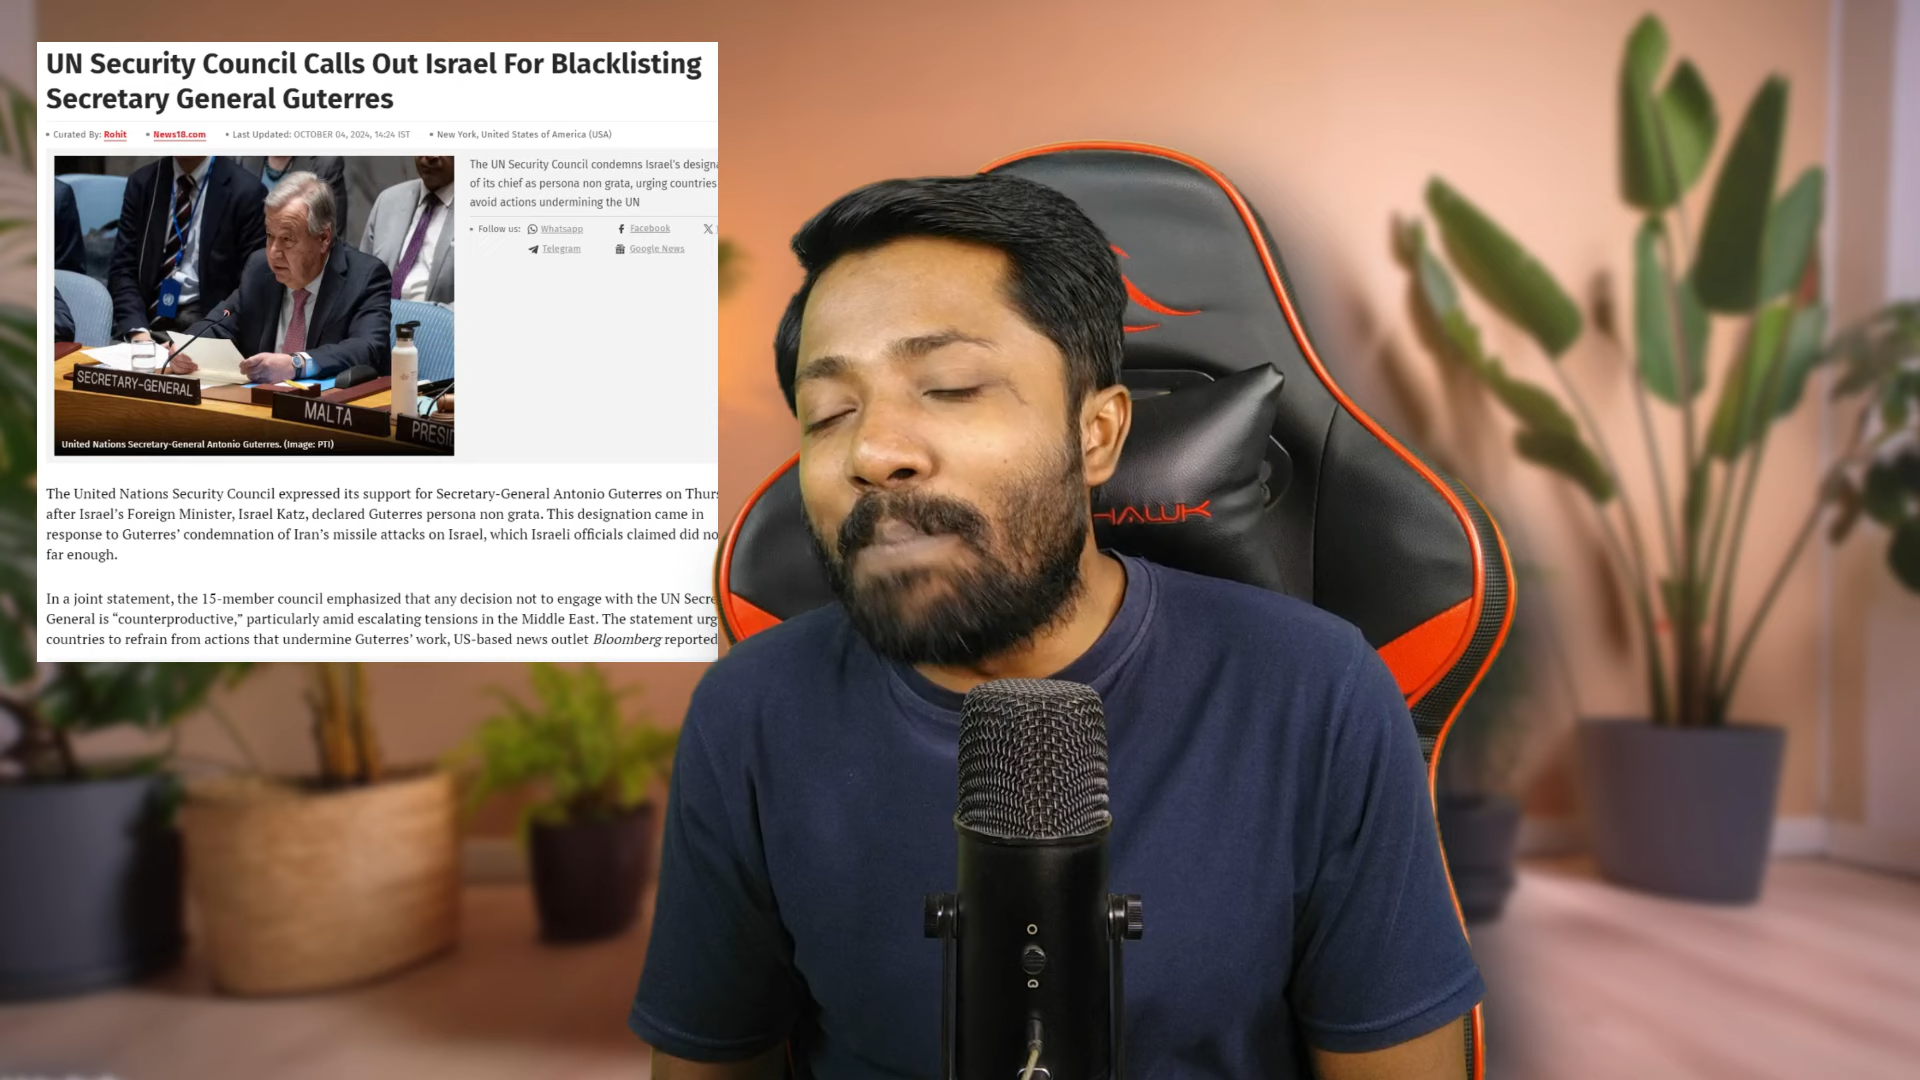 UN Security Council Calls Out Israel For Blacklisting
Secretary General Guterres
Curated By: Rohit
News18.com
Last Updated: OCTOBER 04, 2024, 14:24 IST
New York, United States of America (USA)
The UN Security Council condemns Israel's design
of its chief as persona non grata, urging countries
avoid actions undermining the UN
Follow us: Whatsapp Facebook
Telegram Google News
SECRETARY-GENERAL
MALTA
PRESI
United Nations Secretary-General Antonio Guterres. (Image: PTI)
The United Nations Security Council expressed its support for Secretary-General Antonio Guterres on Thurs
after Israel's Foreign Minister, Israel Katz, declared Guterres persona non grata. This designation came in
response to Guterres' condemnation of Iran's missile attacks on Israel, which Israeli officials claimed did no
far enough.
In a joint statement, the 15-member council emphasized that any decision not to engage with the UN Secre
General is “counterproductive,” particularly amid escalating tensions in the Middle East. The statement urg
countries to refrain from actions that undermine Guterres' work, US-based news outlet Bloomberg reported
HAWK